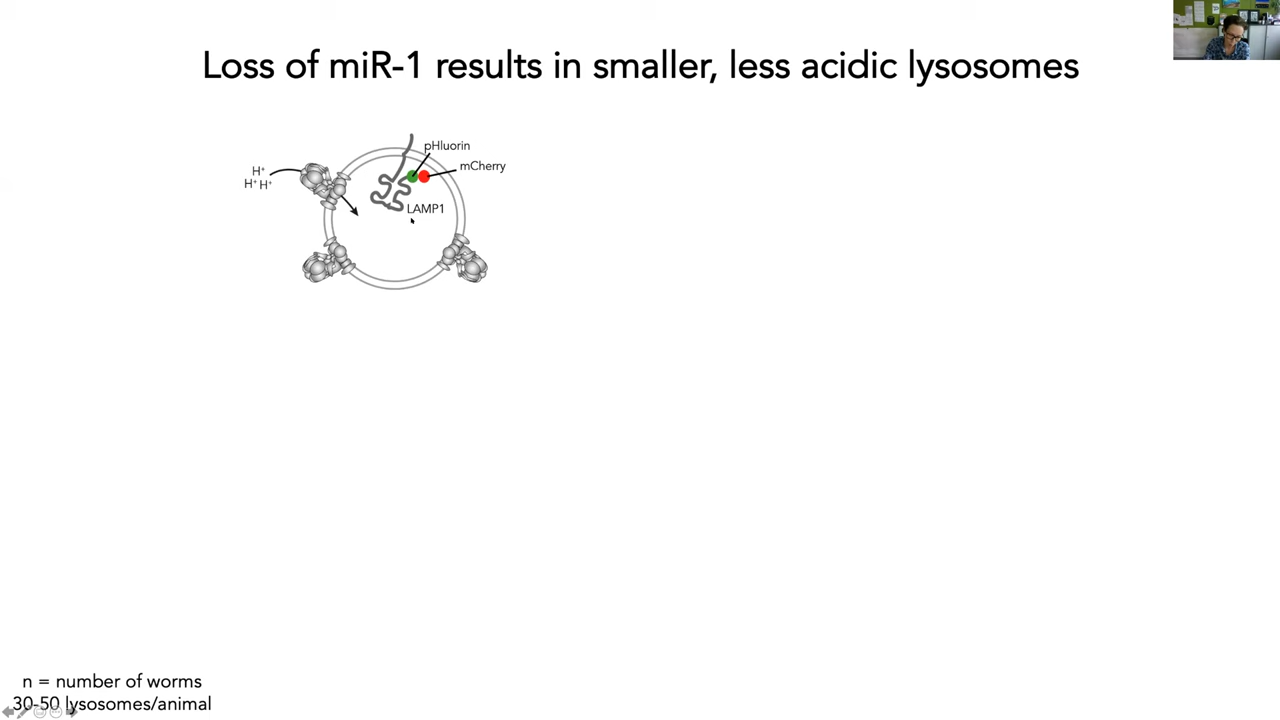 Loss of miR-1 results in smaller, less acidic lysosomes
pHluorin
mCherry
H⁺
H⁺ H⁺
LAMP1
n = number of worms
30-50 lysosomes/animal